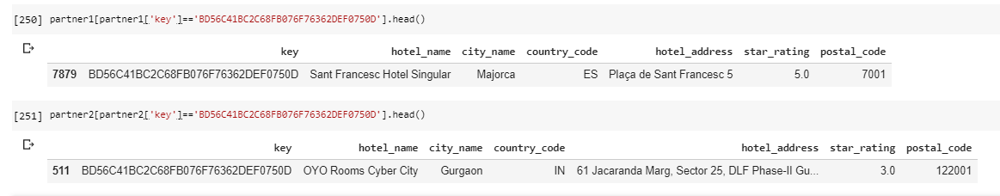 [250] partner1[partner1['key']=='BD56C41BC2C68FB076F76362DEF0750D'].head()
key hotel_name city_name country_code hotel_address star_rating postal_code
7879 BD56C41BC2C68FB076F76362DEF0750D Sant Francesc Hotel Singular Majorca ES Plaça de Sant Francesc 5 5.0 7001
[251] partner2[partner2['key']=='BD56C41BC2C68FB076F76362DEF0750D'].head()
key hotel_name city_name country_code hotel_address star_rating postal_code
511 BD56C41BC2C68FB076F76362DEF0750D OYO Rooms Cyber City Gurgaon IN 61 Jacaranda Marg, Sector 25, DLF Phase-II Gu... 3.0 122001